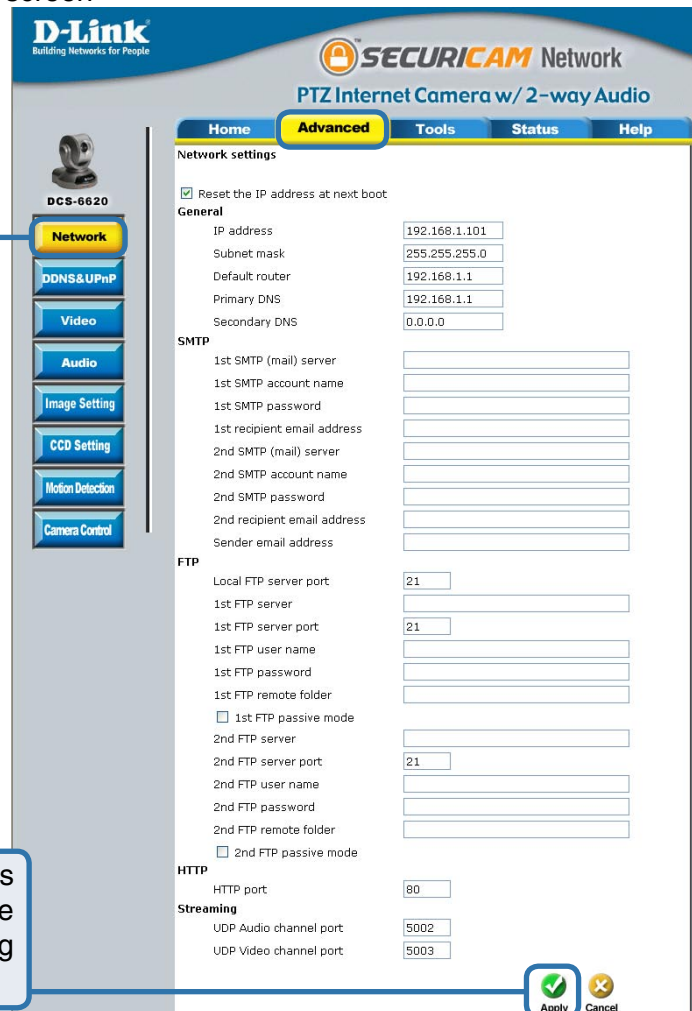 screen
D-Link
Building Networks for People
SECURICAM Network
PTZ Internet Camera w/ 2-way Audio
Home Advanced Tools Status Help
DCS-6620
Network
DDNS&UPnP
Video
Audio
Image Setting
CCD Setting
Motion Detection
Camera Control
Network settings
Reset the IP address at next boot
General
IP address 192.168.1.101
Subnet mask 255.255.255.0
Default router 192.168.1.1
Primary DNS 192.168.1.1
Secondary DNS 0.0.0.0
SMTP
1st SMTP (mail) server
1st SMTP account name
1st SMTP password
1st recipient email address
2nd SMTP (mail) server
2nd SMTP account name
2nd SMTP password
2nd recipient email address
Sender email address
FTP
Local FTP server port 21
1st FTP server
1st FTP server port 21
1st FTP user name
1st FTP password
1st FTP remote folder
1st FTP passive mode
2nd FTP server
2nd FTP server port 21
2nd FTP user name
2nd FTP password
2nd FTP remote folder
2nd FTP passive mode
HTTP
HTTP port 80
Streaming
UDP Audio channel port 5002
UDP Video channel port 5003
s
e
g
Apply Cancel